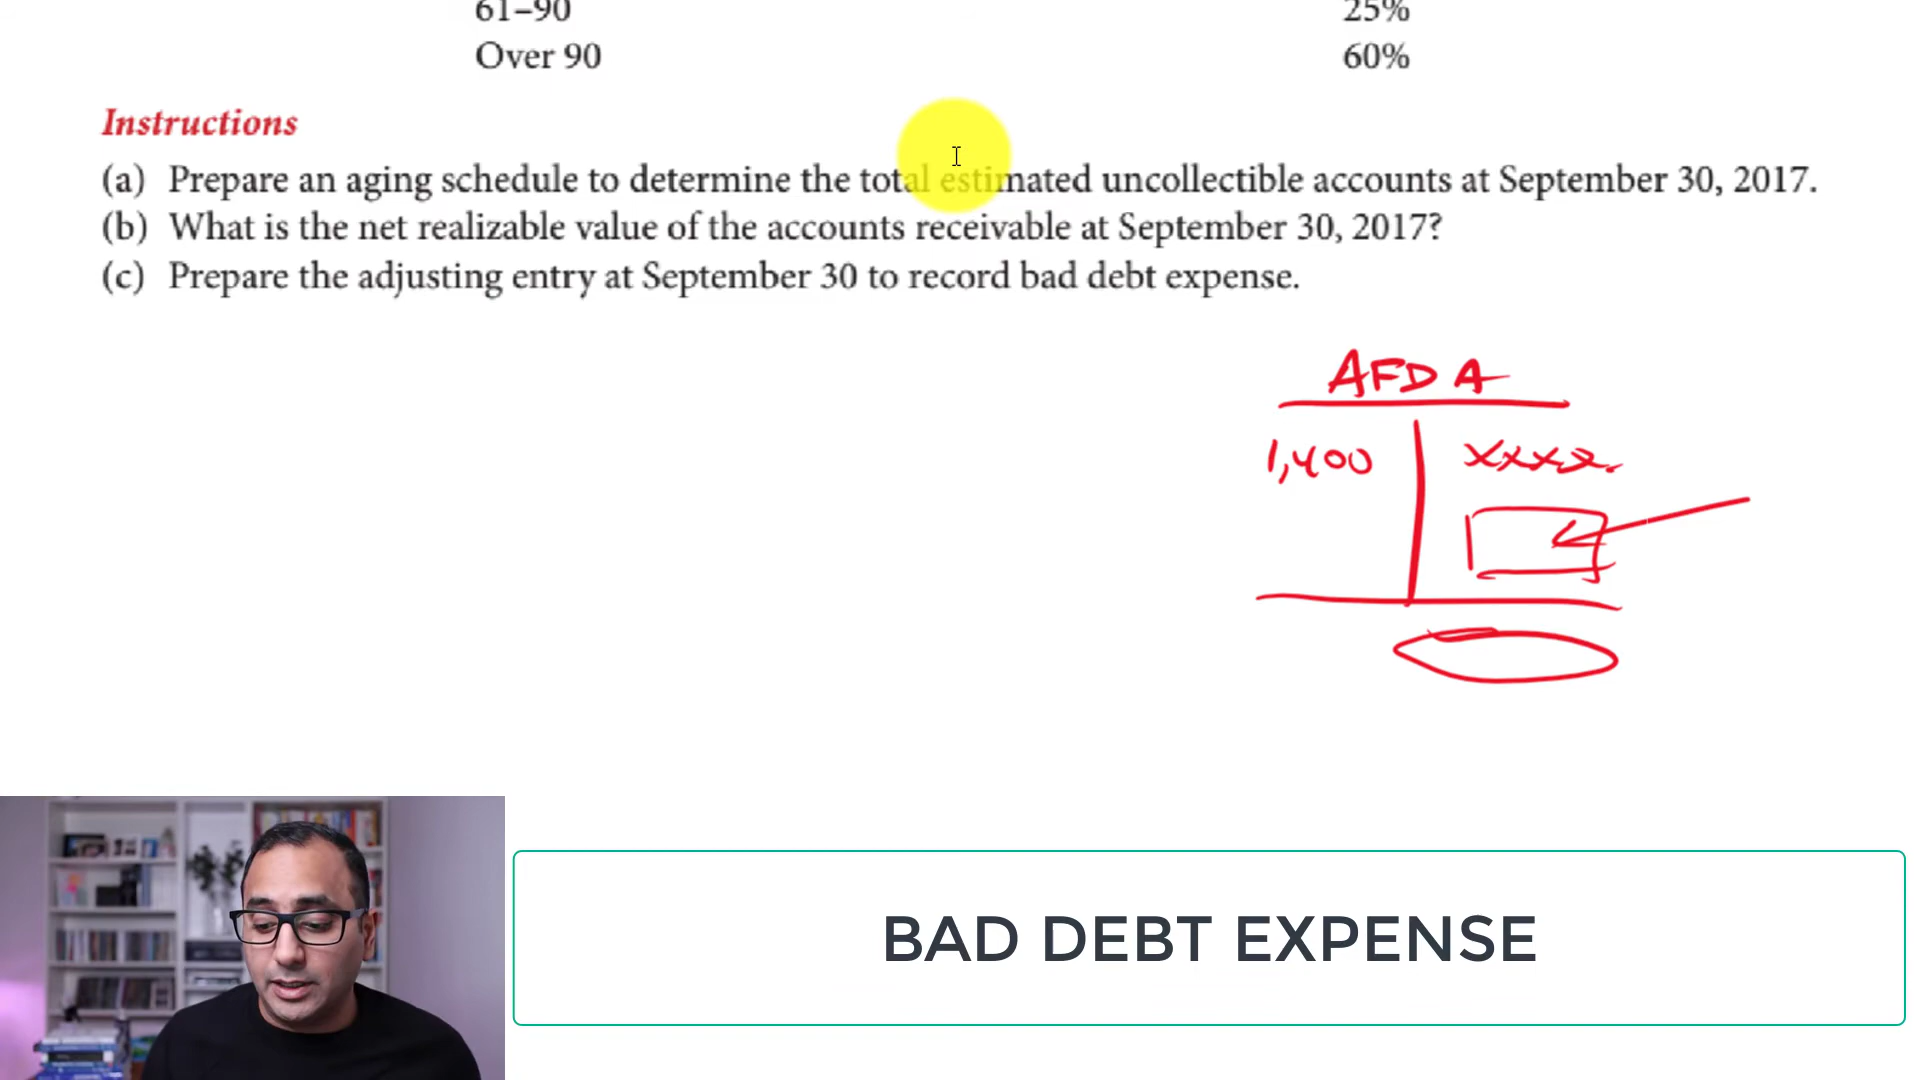 61–90 25%
Over 90 60%
Instructions
(a) Prepare an aging schedule to determine the total estimated uncollectible accounts at September 30, 2017.
(b) What is the net realizable value of the accounts receivable at September 30, 2017?
(c) Prepare the adjusting entry at September 30 to record bad debt expense.
AFDA
1,400 xxxx
BAD DEBT EXPENSE